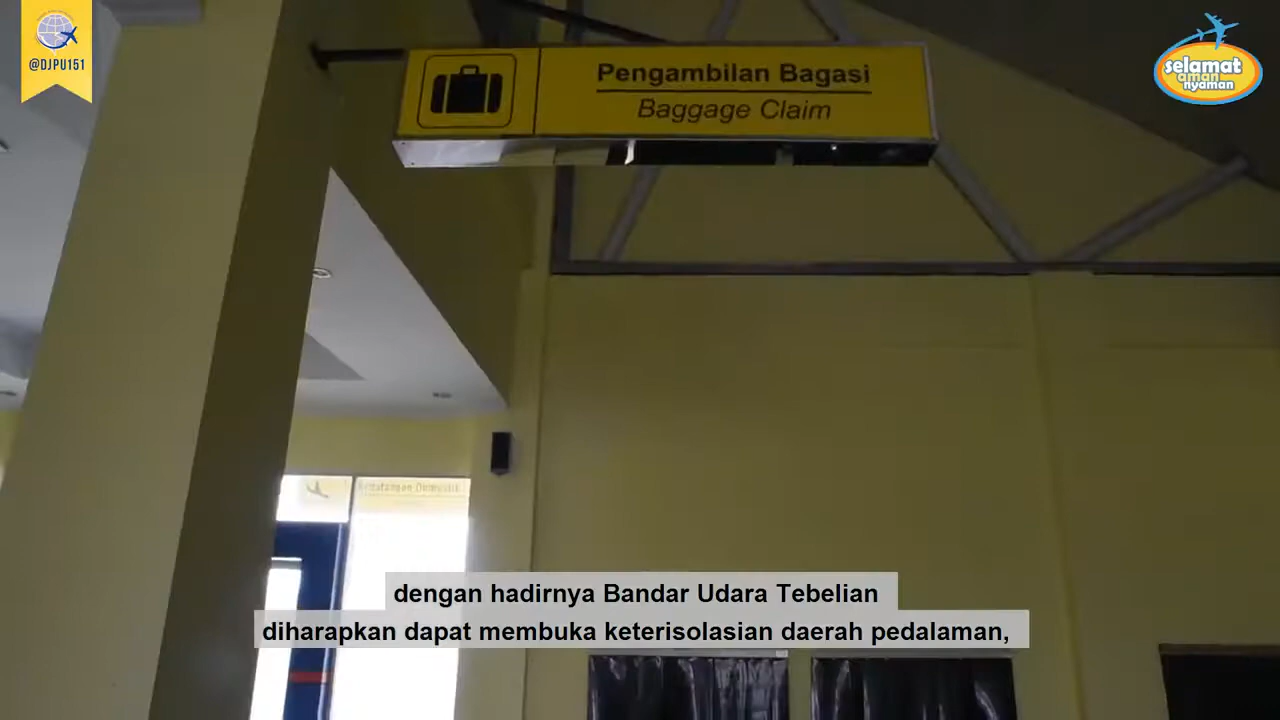 @DJPU151
selamat
aman
nyaman
Pengambilan Bagasi
Baggage Claim
dengan hadirnya Bandar Udara Tebelian
diharapkan dapat membuka keterisolasian daerah pedalaman,